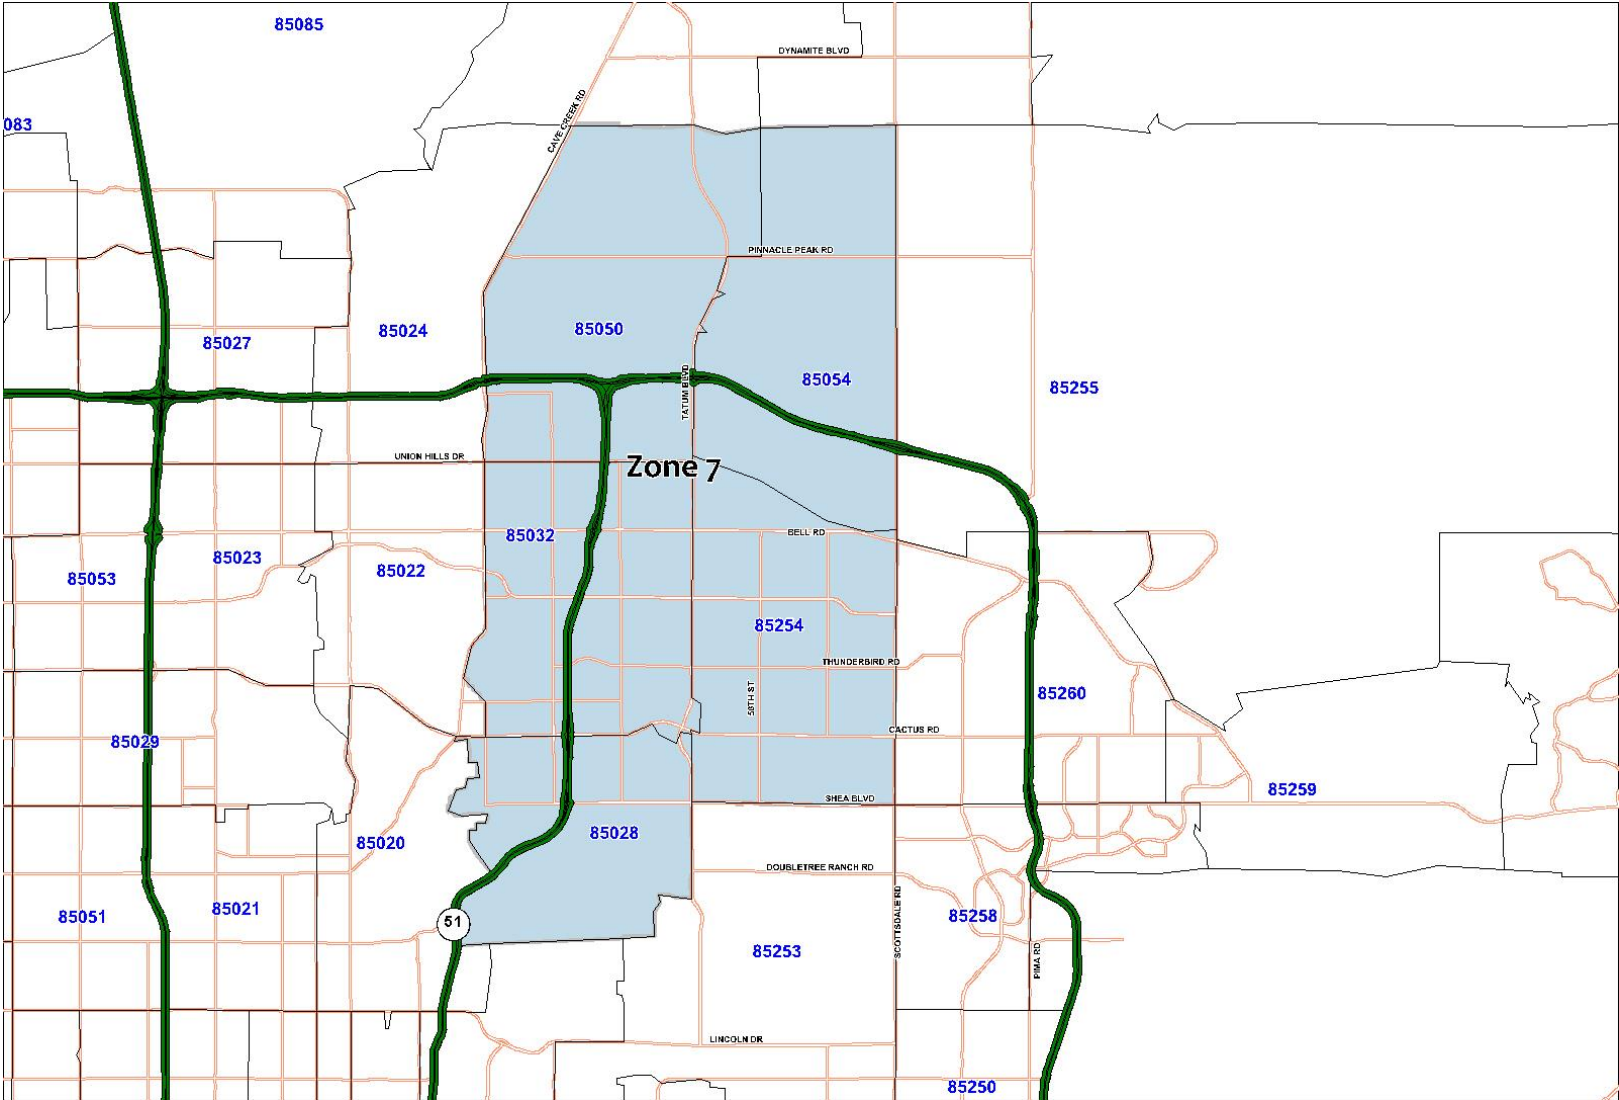 85085
DYNAMITE BLVD
CAVE CREEK RD
083
PINNACLE PEAK RD
85050
85024
85027
TATUM BLVD
85054
85255
UNION HILLS DR
Zone 7
85032
BELL RD
85023
85022
85053
85254
THUNDERBIRD RD
56TH ST
85260
CACTUS RD
85029
85259
SHEA BLVD
85028
85020
DOUBLETREE RANCH RD
85021
85051
85258
SCOTTSDALE RD
51
85253
PIMA RD
LINCOLN DR
85250